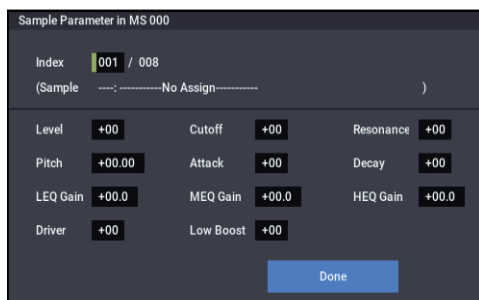 Sample Parameter in MS 000
Index 001 / 008
(Sample ----: -----------No Assign----------- )
Level +00 Cutoff +00 Resonance +00
Pitch +00.00 Attack +00 Decay +00
LEQ Gain +00.0 MEQ Gain +00.0 HEQ Gain +00.0
Driver +00 Low Boost +00
Done